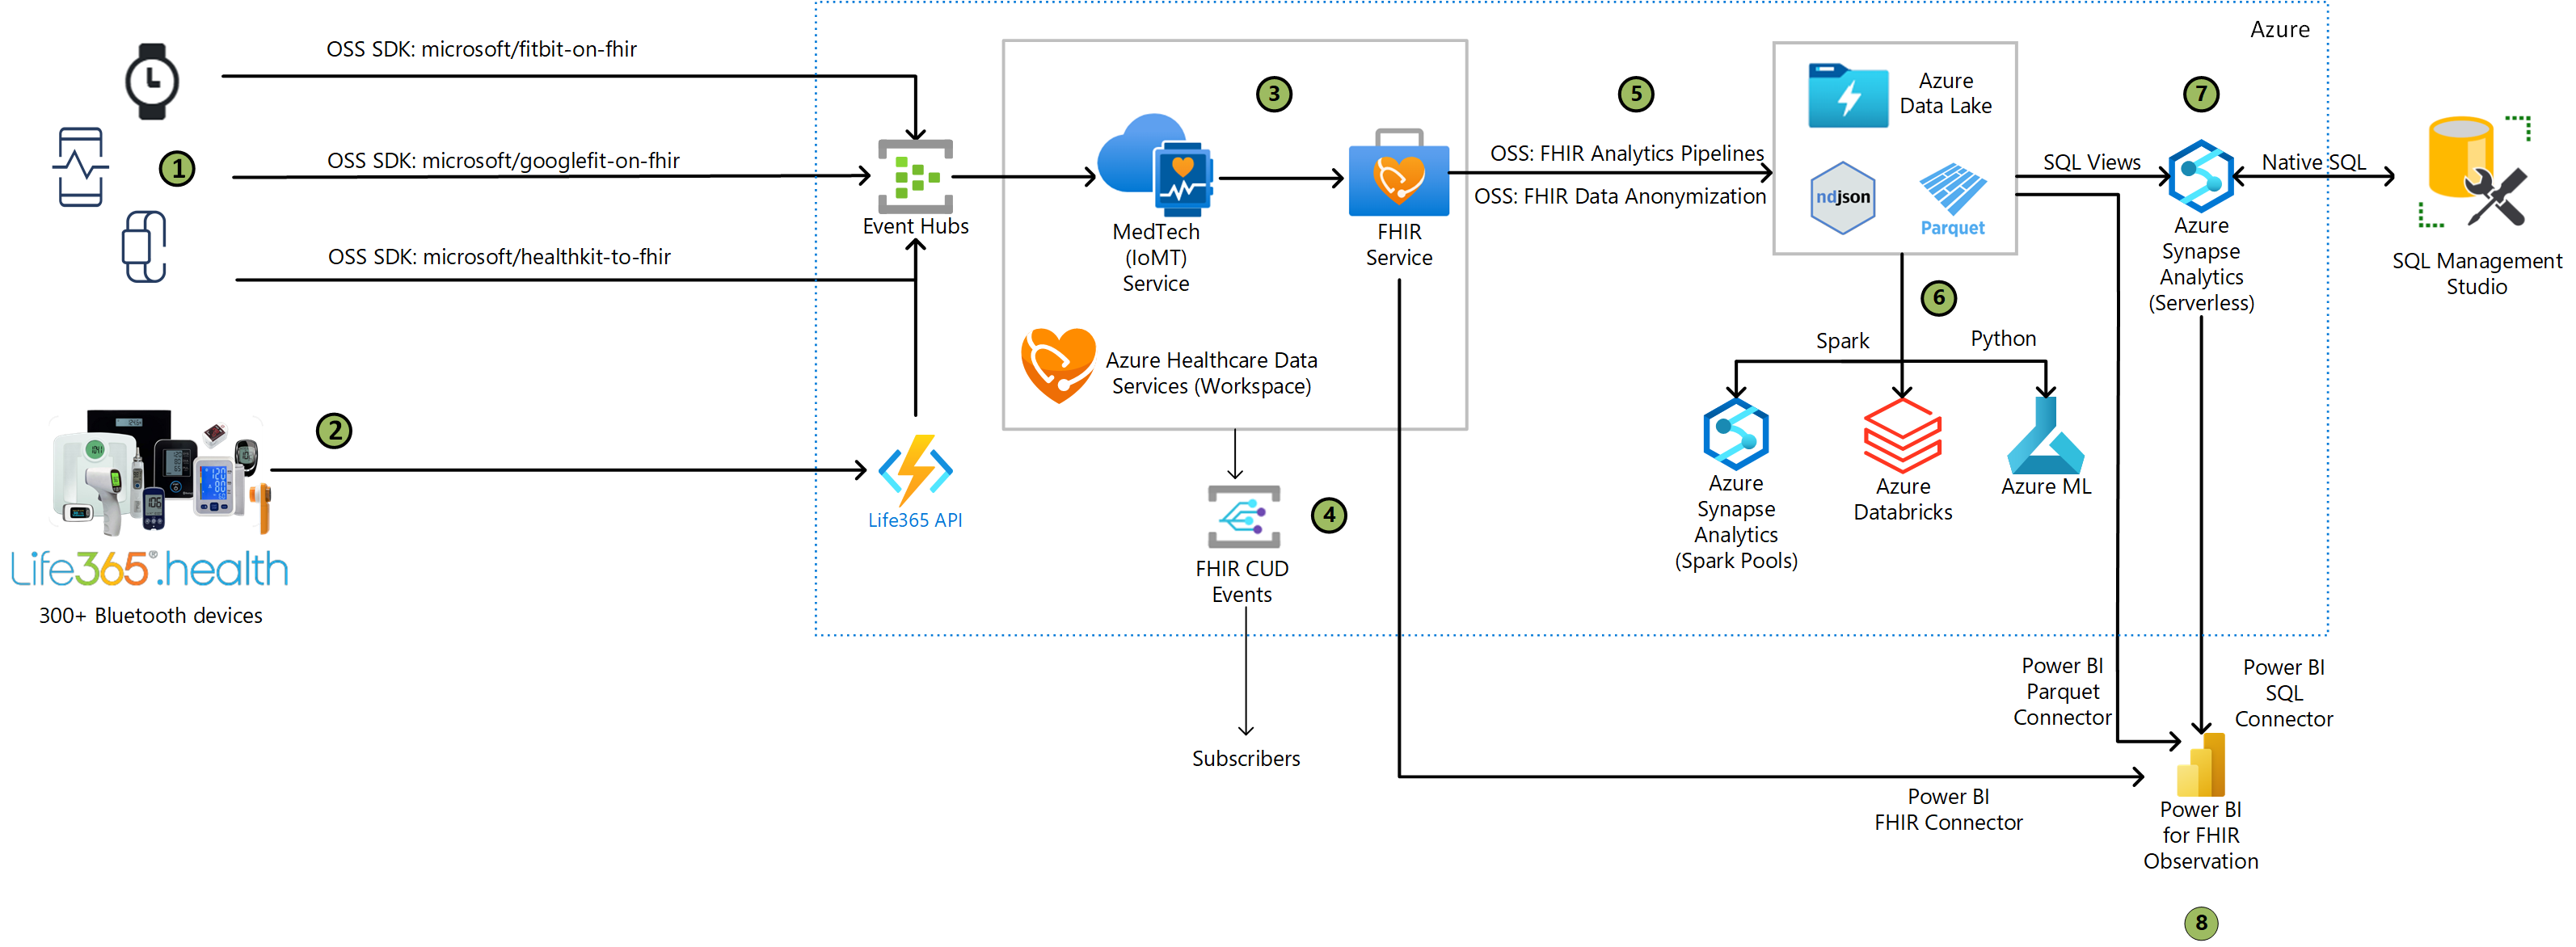 Azure
OSS SDK: microsoft/fitbit-on-fhir
1
OSS SDK: microsoft/googlefit-on-fhir
OSS SDK: microsoft/healthkit-to-fhir
2
Life365®.health
300+ Bluetooth devices
Event Hubs
Life365 API
3
MedTech
(IoMT)
Service
FHIR
Service
Azure Healthcare Data
Services (Workspace)
4
FHIR CUD
Events
Subscribers
5
OSS: FHIR Analytics Pipelines
OSS: FHIR Data Anonymization
Azure
Data Lake
ndjson
Parquet
6
Spark
Python
Azure
Synapse
Analytics
(Spark Pools)
Azure
Databricks
Azure ML
SQL Views
7
Azure
Synapse
Analytics
(Serverless)
Native SQL
SQL Management
Studio
Power BI
Parquet
Connector
Power BI
SQL
Connector
Power BI
FHIR Connector
Power BI
for FHIR
Observation
8